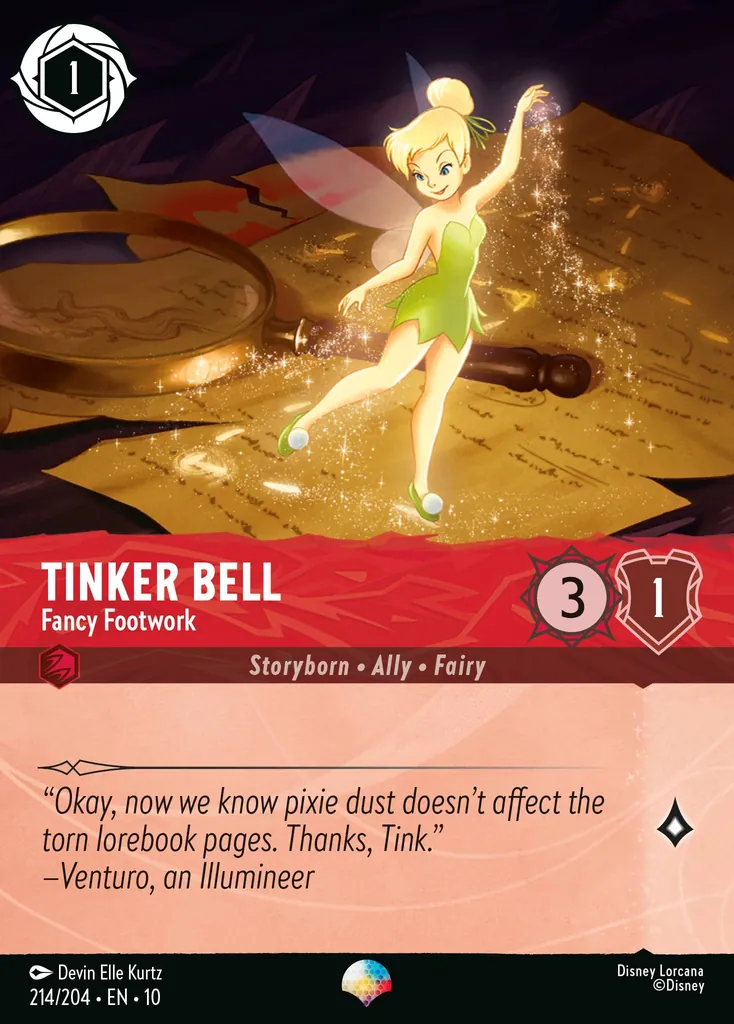 1
TINKER BELL
Fancy Footwork
3
1
Storyborn • Ally • Fairy
“Okay, now we know pixie dust doesn’t affect the
torn lorebook pages. Thanks, Tink.”
–Venturo, an Illumineer
Devin Elle Kurtz
214/204 • EN • 10
Disney Lorcana
©Disney